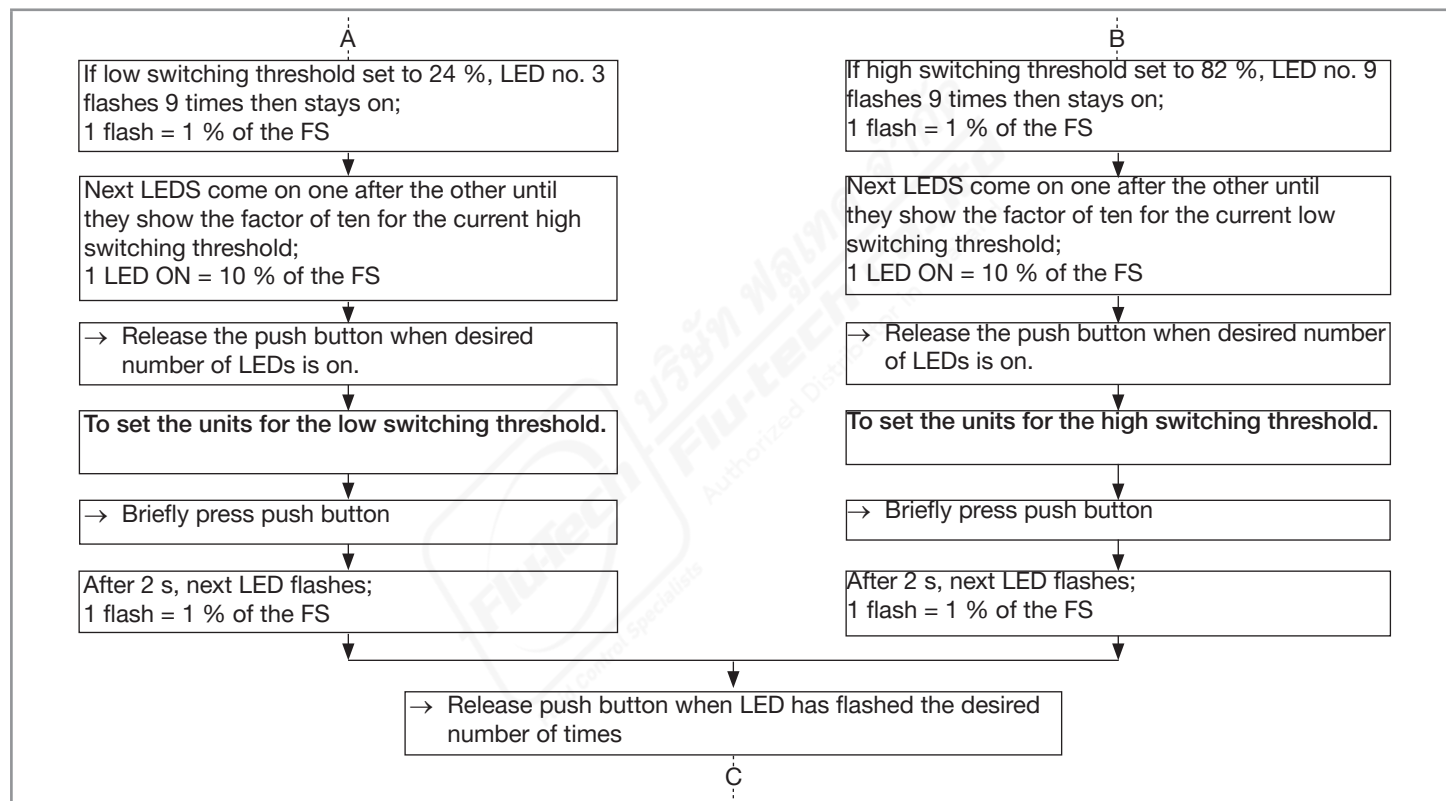 A
If low switching threshold set to 24 %, LED no. 3
flashes 9 times then stays on;
1 flash = 1 % of the FS
Next LEDS come on one after the other until
they show the factor of ten for the current high
switching threshold;
1 LED ON = 10 % of the FS
→ Release the push button when desired
number of LEDs is on.
To set the units for the low switching threshold.
→ Briefly press push button
After 2 s, next LED flashes;
1 flash = 1 % of the FS
B
If high switching threshold set to 82 %, LED no. 9
flashes 9 times then stays on;
1 flash = 1 % of the FS
Next LEDS come on one after the other until
they show the factor of ten for the current low
switching threshold;
1 LED ON = 10 % of the FS
→ Release the push button when desired number
of LEDs is on.
To set the units for the high switching threshold.
→ Briefly press push button
After 2 s, next LED flashes;
1 flash = 1 % of the FS
→ Release push button when LED has flashed the desired
number of times
C
Flu-Tech